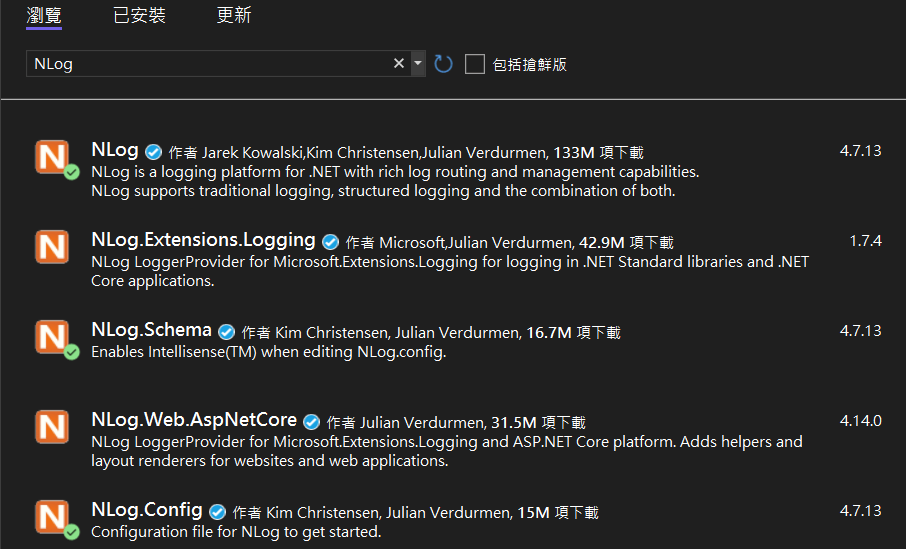 瀏覽 已安裝 更新
NLog
包括搶鮮版
NLog 作者 Jarek Kowalski,Kim Christensen,Julian Verdurmen, 133M 項下載 4.7.13
NLog is a logging platform for .NET with rich log routing and management capabilities.
NLog supports traditional logging, structured logging and the combination of both.
NLog.Extensions.Logging 作者 Microsoft,Julian Verdurmen, 42.9M 項下載 1.7.4
NLog LoggerProvider for Microsoft.Extensions.Logging for logging in .NET Standard libraries and .NET
Core applications.
NLog.Schema 作者 Kim Christensen, Julian Verdurmen, 16.7M 項下載 4.7.13
Enables Intellisense(TM) when editing NLog.config.
NLog.Web.AspNetCore 作者 Julian Verdurmen, 31.5M 項下載 4.14.0
NLog LoggerProvider for Microsoft.Extensions.Logging and ASP.NET Core platform. Adds helpers and
layout renderers for websites and web applications.
NLog.Config 作者 Kim Christensen, Julian Verdurmen, 15M 項下載 4.7.13
Configuration file for NLog to get started.